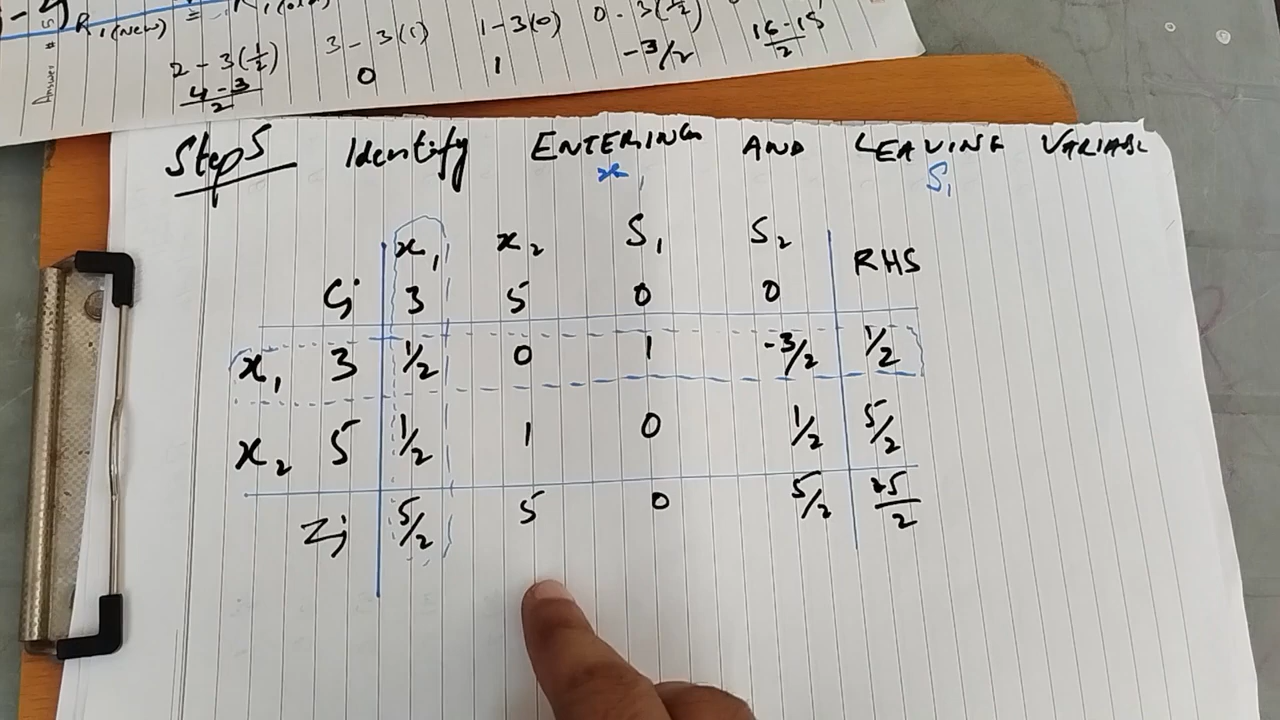 R₁(New) = R₁(old)
2 - 3(1/2) 3 - 3(1) 1 - 3(0) 0 - 3(1/2) 16-15/2
4-3/2 0 1 -3/2
Answer
Step 5 Identify ENTERING AND LEAVING VARIABL
x₁ S₁
x₁ x₂ S₁ S₂ RHS
Cj 3 5 0 0
x₁ 3 1/2 0 1 -3/2 1/2
x₂ 5 1/2 1 0 1/2 5/2
Zj 5/2 5 0 5/2 25/2